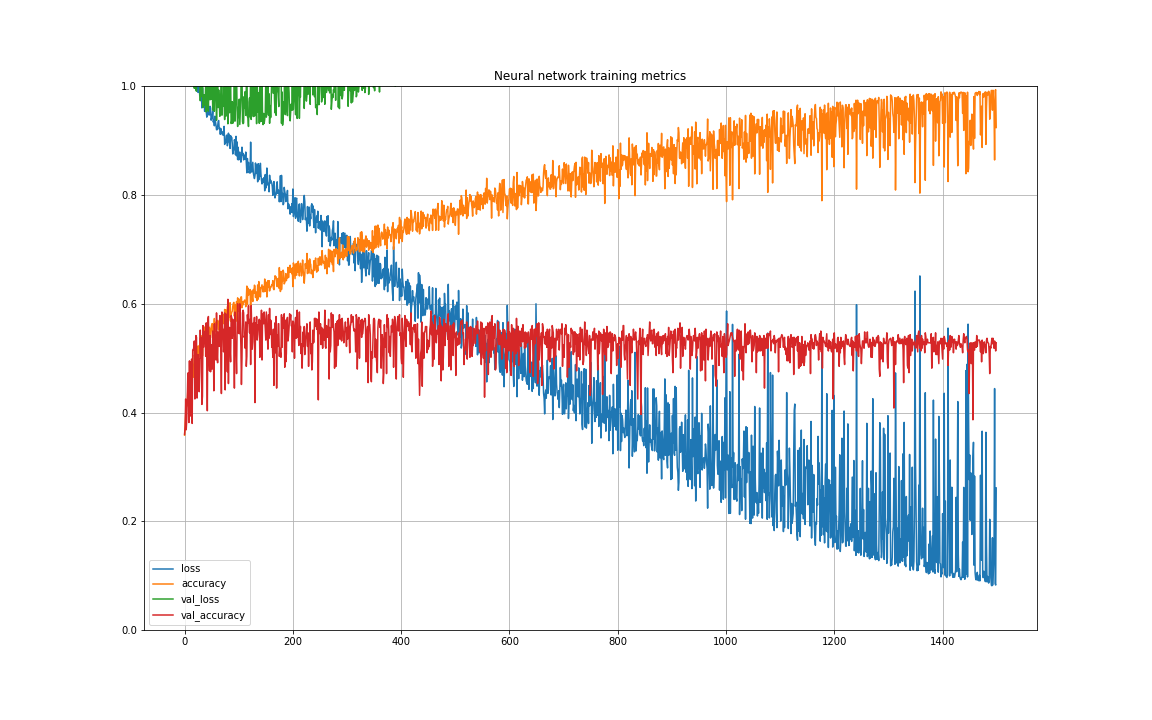 Neural network training metrics
1.0
0.8
0.6
0.4
0.2
0.0
loss
accuracy
val_loss
val_accuracy
0 200 400 600 800 1000 1200 1400